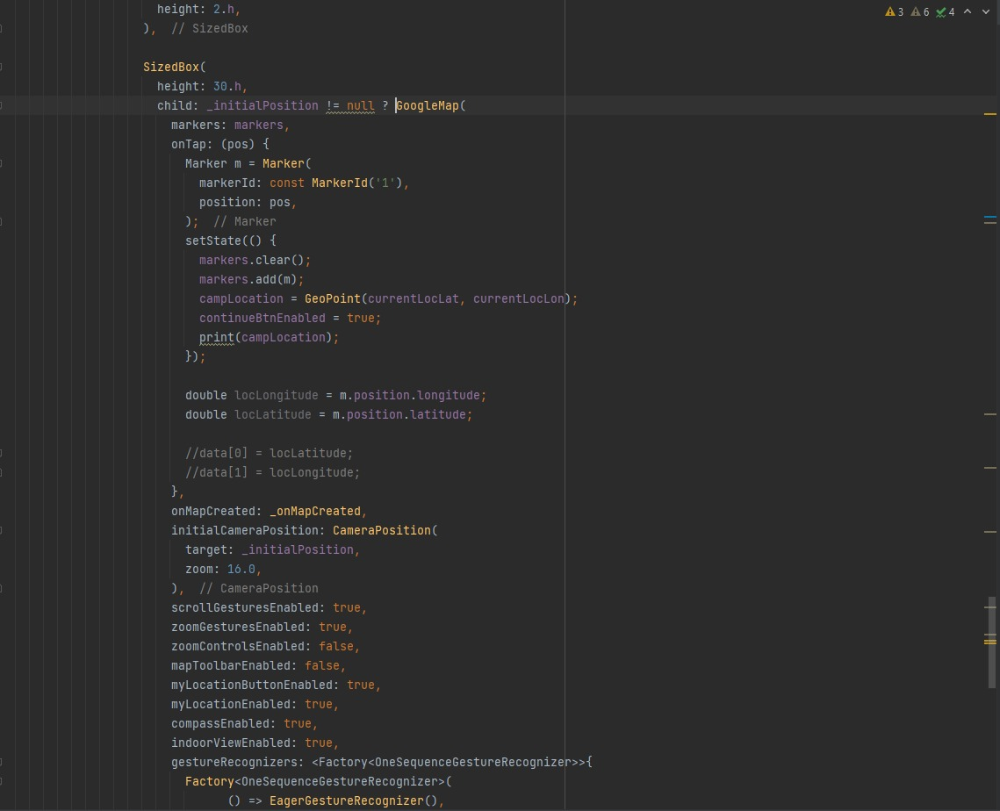 height: 2.h,
3 6 4
), // SizedBox
SizedBox(
height: 30.h,
child: _initialPosition != null ? GoogleMap(
markers: markers,
onTap: (pos) {
Marker m = Marker(
markerId: const MarkerId('1'),
position: pos,
); // Marker
setState(() {
markers.clear();
markers.add(m);
campLocation = GeoPoint(currentLocLat, currentLocLon);
continueBtnEnabled = true;
print(campLocation);
});
double locLongitude = m.position.longitude;
double locLatitude = m.position.latitude;
//data[0] = locLatitude;
//data[1] = locLongitude;
},
onMapCreated: _onMapCreated,
initialCameraPosition: CameraPosition(
target: _initialPosition,
zoom: 16.0,
), // CameraPosition
scrollGesturesEnabled: true,
zoomGesturesEnabled: true,
zoomControlsEnabled: false,
mapToolbarEnabled: false,
myLocationButtonEnabled: true,
myLocationEnabled: true,
compassEnabled: true,
indoorViewEnabled: true,
gestureRecognizers: <Factory<OneSequenceGestureRecognizer>>{
Factory<OneSequenceGestureRecognizer>(
() => EagerGestureRecognizer(),